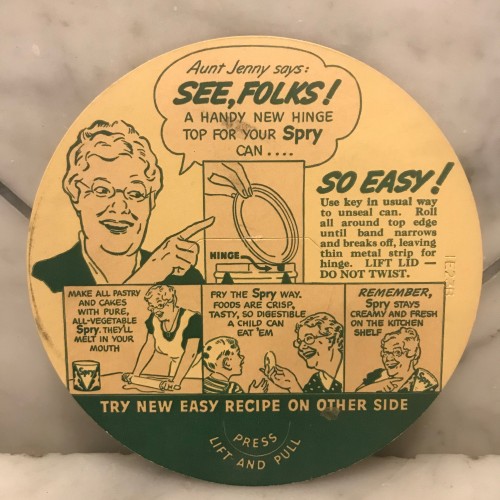 Aunt Jenny says:
SEE, FOLKS!
A HANDY NEW HINGE
TOP FOR YOUR Spry
CAN....
HINGE
SO EASY!
Use key in usual way
to unseal can. Roll
all around top edge
until band narrows
and breaks off, leaving
thin metal strip for
hinge. LIFT LID —
DO NOT TWIST.
MAKE ALL PASTRY
AND CAKES
WITH PURE,
ALL-VEGETABLE
Spry. THEY'LL
MELT IN YOUR
MOUTH
Spry
FRY THE Spry WAY.
FOODS ARE CRISP,
TASTY, SO DIGESTIBLE
A CHILD CAN
EAT 'EM
REMEMBER,
Spry STAYS
CREAMY AND FRESH
ON THE KITCHEN
SHELF
TRY NEW EASY RECIPE ON OTHER SIDE
PRESS
LIFT AND PULL